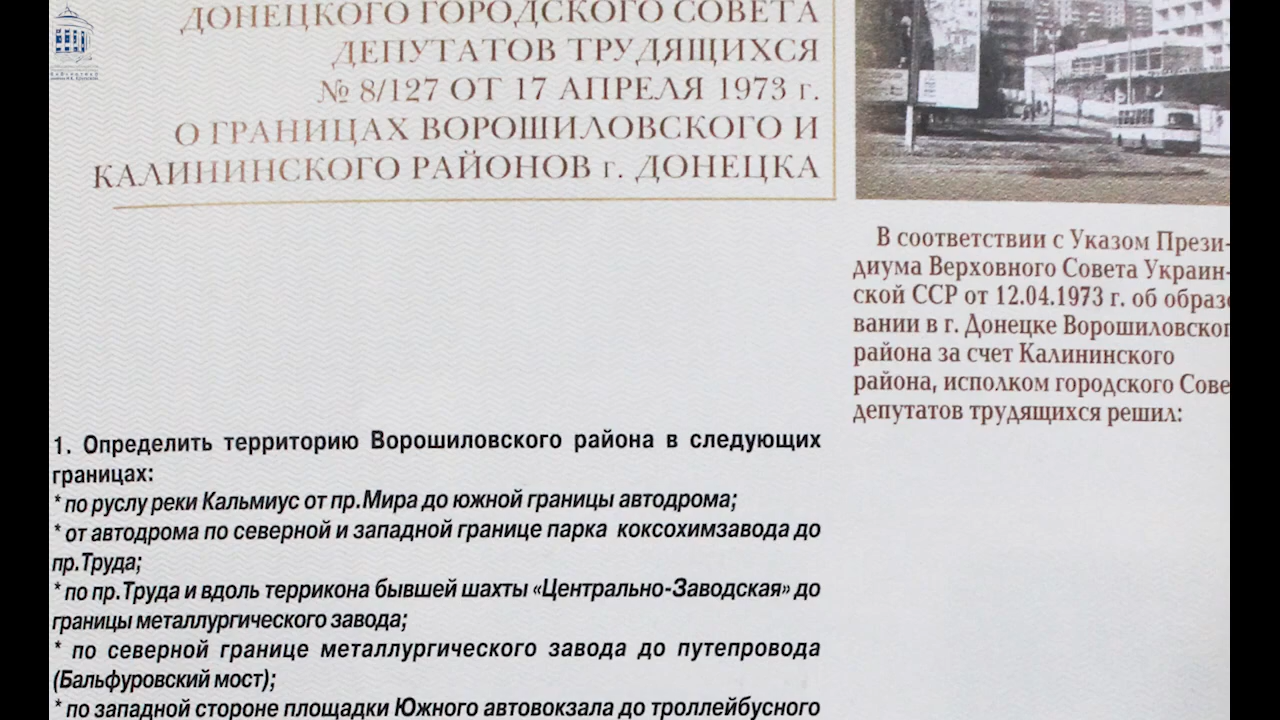 ДОНЕЦКОГО ГОРОДСКОГО СОВЕТА
ДЕПУТАТОВ ТРУДЯЩИХСЯ
№ 8/127 ОТ 17 АПРЕЛЯ 1973 г.
О ГРАНИЦАХ ВОРОШИЛОВСКОГО И
КАЛИНИНСКОГО РАЙОНОВ г. ДОНЕЦКА
В соответствии с Указом Прези-
диума Верховного Совета Украин-
ской ССР от 12.04.1973 г. об образо
вании в г. Донецке Ворошиловског
района за счет Калининского
района, исполком городского Сове
депутатов трудящихся решил:
1. Определить территорию Ворошиловского района в следующих
границах:
* по руслу реки Кальмиус от пр.Мира до южной границы автодрома;
* от автодрома по северной и западной границе парка коксохимзавода до
пр.Труда;
* по пр.Труда и вдоль террикона бывшей шахты «Центрально-Заводская» до
границы металлургического завода;
* по северной границе металлургического завода до путепровода
(Бальфуровский мост);
* по западной стороне площадки Южного автовокзала до троллейбусного